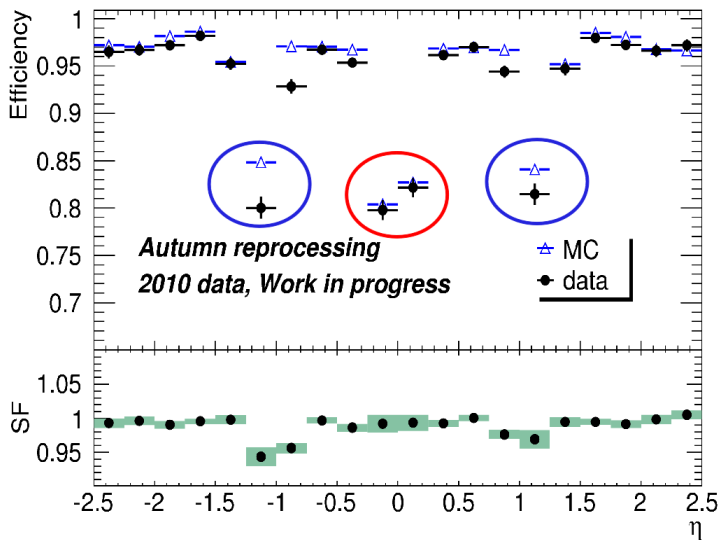 1
0.95
0.9
0.85
0.8
0.75
0.7
Efficiency
Autumn reprocessing
2010 data, Work in progress
MC
data
1.05
1
0.95
SF
-2.5 -2 -1.5 -1 -0.5 0 0.5 1 1.5 2 2.5
η